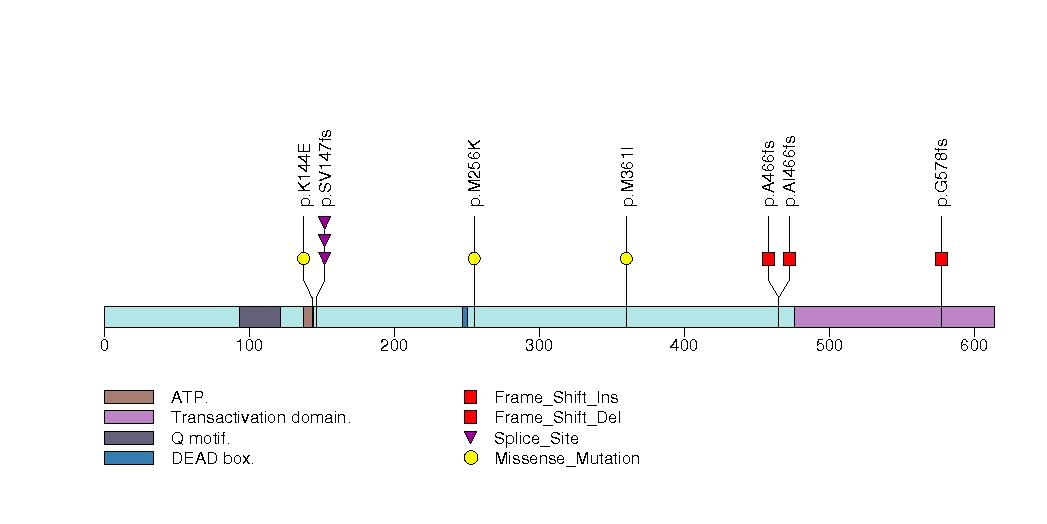 p.K144E
p.SV147fs
p.M256K
p.M361I
p.A466fs
p.AI466fs
p.G578fs
0 100 200 300 400 500 600
ATP.
Transactivation domain.
Q motif.
DEAD box.
Frame_Shift_Ins
Frame_Shift_Del
Splice_Site
Missense_Mutation